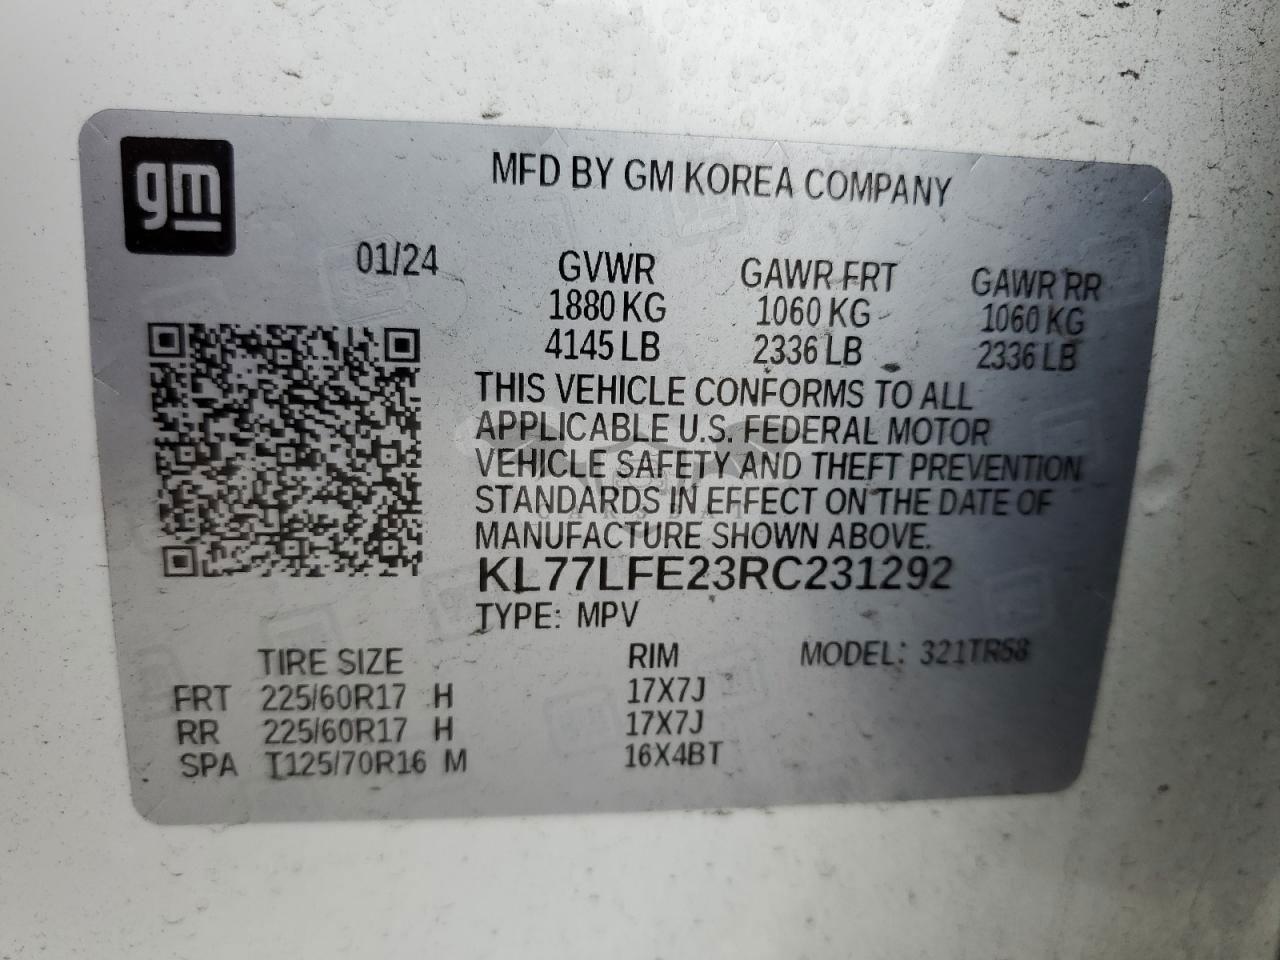 gm
MFD BY GM KOREA COMPANY
01/24
GVWR GAWR FRT GAWR RR
1880 KG 1060 KG 1060 KG
4145 LB 2336 LB 2336 LB
THIS VEHICLE CONFORMS TO ALL
APPLICABLE U.S. FEDERAL MOTOR
VEHICLE SAFETY AND THEFT PREVENTION
STANDARDS IN EFFECT ON THE DATE OF
MANUFACTURE SHOWN ABOVE.
KL77LFE23RC231292
TYPE: MPV
TIRE SIZE RIM MODEL: 321TR58
FRT 225/60R17 H 17X7J
RR 225/60R17 H 17X7J
SPA T125/70R16 M 16X4BT